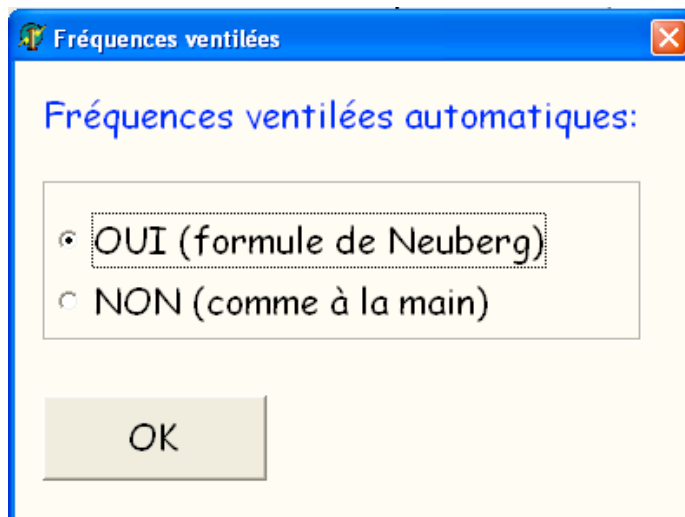 Fréquences ventilées
Fréquences ventilées automatiques:
OUI (formule de Neuberg)
NON (comme à la main)
OK